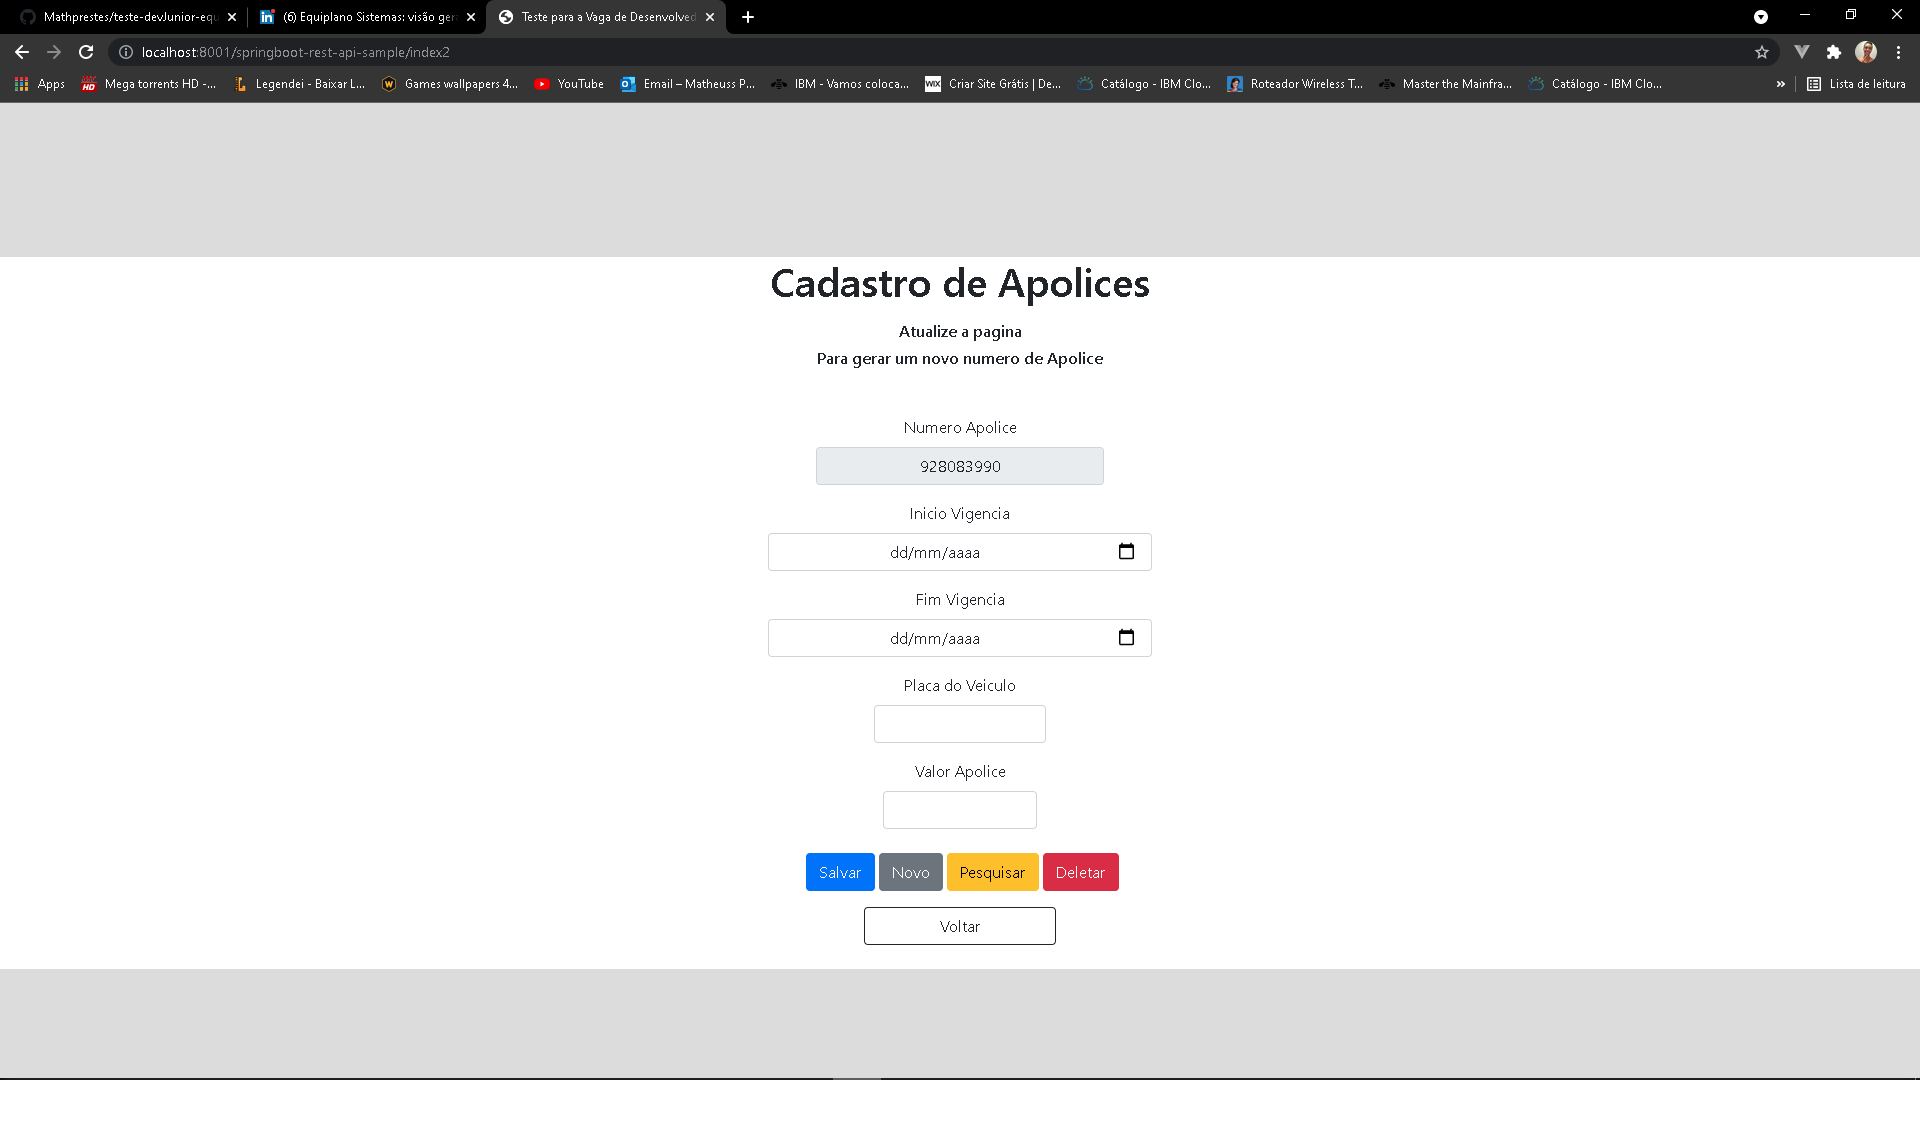 Mathprestes/teste-devJunior-equ
(6) Equiplano Sistemas: visão ger
Teste para a Vaga de Desenvolved
localhost:8001/springboot-rest-api-sample/index2
Apps
Mega torrents HD -...
Legendei - Baixar L...
Games wallpapers 4...
YouTube
Email – Matheuss P...
IBM - Vamos coloca...
WIX
Criar Site Grátis | De...
Catálogo - IBM Clo...
Roteador Wireless T...
Master the Mainfra...
Catálogo - IBM Clo...
»
Lista de leitura
Cadastro de Apolices
Atualize a pagina
Para gerar um novo numero de Apolice
Numero Apolice
928083990
Inicio Vigencia
dd/mm/aaaa
Fim Vigencia
dd/mm/aaaa
Placa do Veiculo
Valor Apolice
Salvar Novo Pesquisar Deletar
Voltar